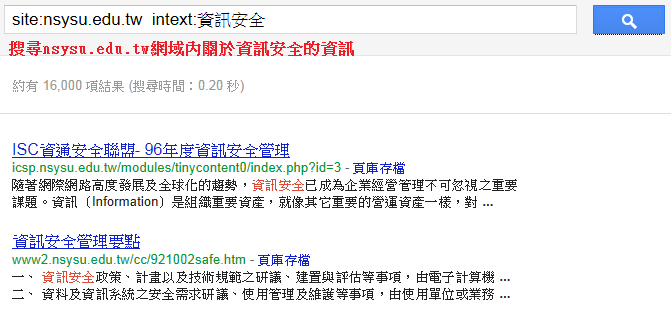 site:nsysu.edu.tw intext:資訊安全
搜尋nsysu.edu.tw網域內關於資訊安全的資訊
約有 16,000 項結果 (搜尋時間：0.20 秒)
ISC資通安全聯盟- 96年度資訊安全管理
icsp.nsysu.edu.tw/modules/tinycontent0/index.php?id=3 - 頁庫存檔
隨著網際網路高度發展及全球化的趨勢，資訊安全已成為企業經營管理不可忽視之重要
課題。資訊〔Information〕是組織重要資產，就像其它重要的營運資產一樣，對 ...
資訊安全管理要點
www2.nsysu.edu.tw/cc/921002safe.htm - 頁庫存檔
一、 資訊安全政策、計畫以及技術規範之研議、建置與評估等事項，由電子計算機 ...
二、 資料及資訊系統之安全需求研議、使用管理及維護等事項，由使用單位或業務 ...